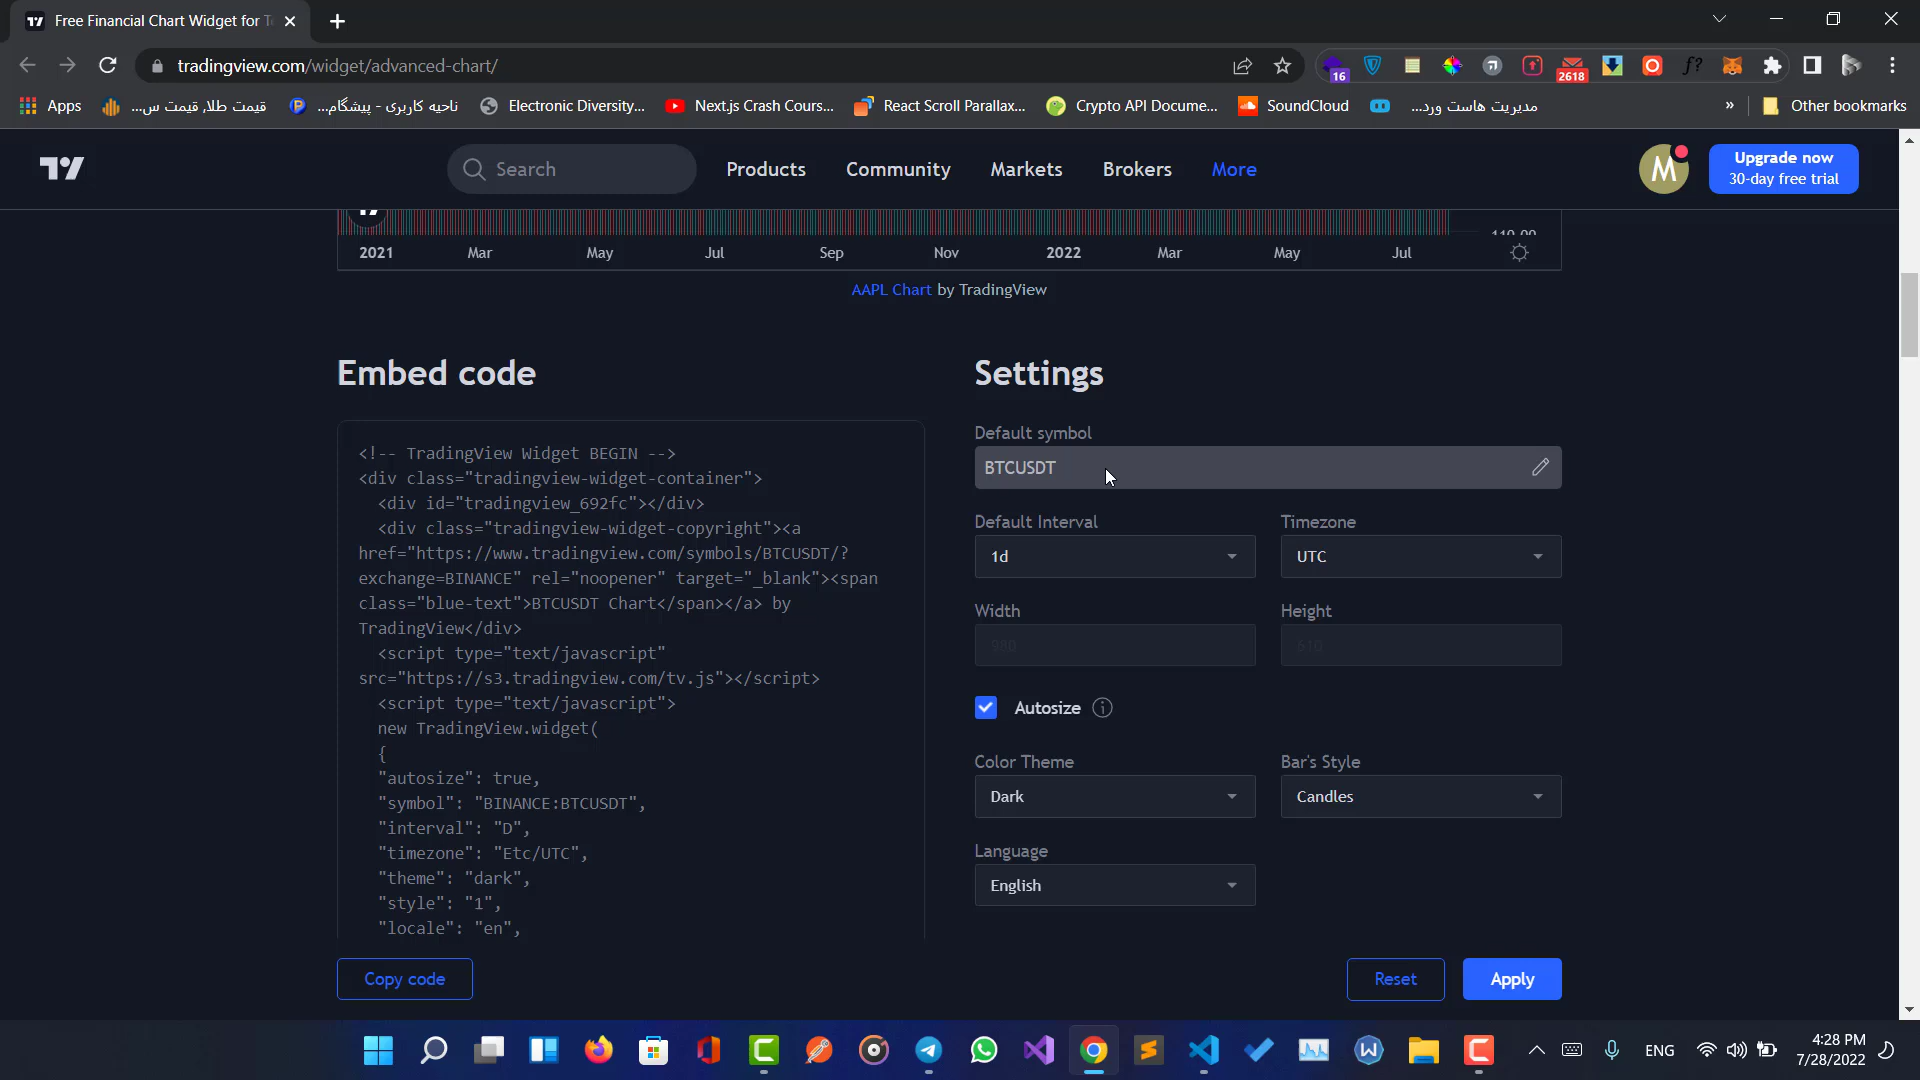 Free Financial Chart Widget for T
tradingview.com/widget/advanced-chart/
16
2618
Apps
قیمت طلا, قیمت س...
ناحیه کاربری - پیشگام...
Electronic Diversity...
Next.js Crash Cours...
React Scroll Parallax...
Crypto API Docume...
SoundCloud
مدیریت هاست ورد...
»
Other bookmarks
Search
Products
Community
Markets
Brokers
More
M
Upgrade now
30-day free trial
110.00
2021 Mar May Jul Sep Nov 2022 Mar May Jul
AAPL Chart by TradingView
Embed code
<!-- TradingView Widget BEGIN -->
<div class="tradingview-widget-container">
<div id="tradingview_692fc"></div>
<div class="tradingview-widget-copyright"><a
href="https://www.tradingview.com/symbols/BTCUSDT/?
exchange=BINANCE" rel="noopener" target="_blank"><span
class="blue-text">BTCUSDT Chart</span></a> by
TradingView</div>
<script type="text/javascript"
src="https://s3.tradingview.com/tv.js"></script>
<script type="text/javascript">
new TradingView.widget(
{
"autosize": true,
"symbol": "BINANCE:BTCUSDT",
"interval": "D",
"timezone": "Etc/UTC",
"theme": "dark",
"style": "1",
"locale": "en",
Copy code
Settings
Default symbol
BTCUSDT
Default Interval
1d
Timezone
UTC
Width
980
Height
610
Autosize
Color Theme
Dark
Bar's Style
Candles
Language
English
Reset
Apply
ENG
4:28 PM
7/28/2022